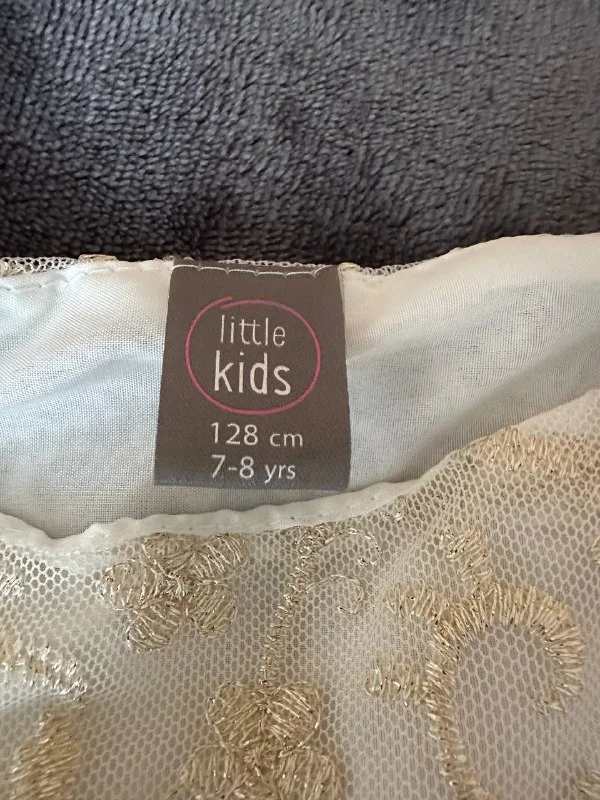 little
kids
128 cm
7-8 yrs